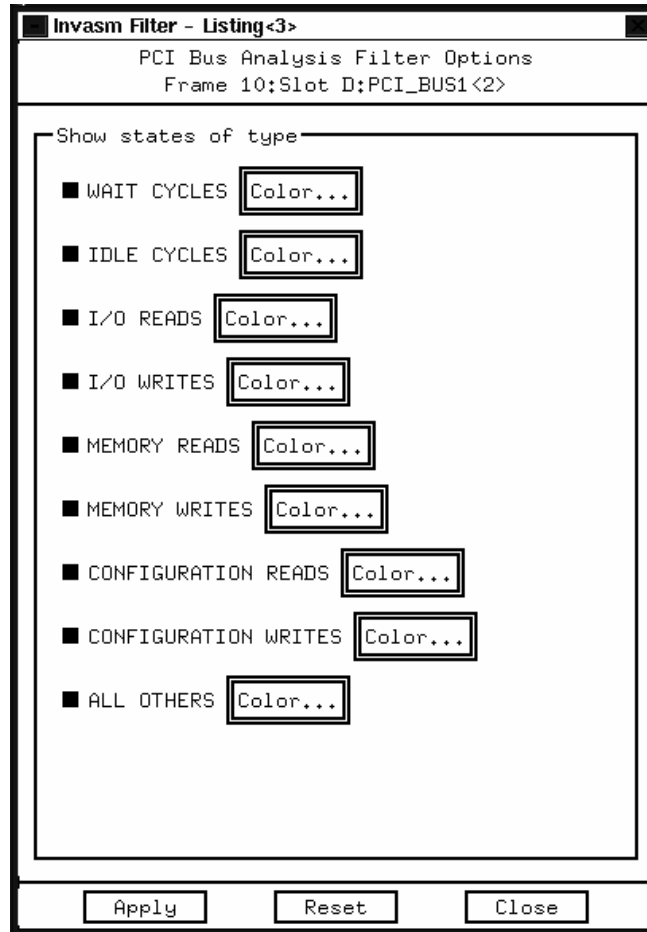 Invasm Filter - Listing<3>
PCI Bus Analysis Filter Options
Frame 10:Slot D:PCI_BUS1<2>
Show states of type
WAIT CYCLES Color...
IDLE CYCLES Color...
I/O READS Color...
I/O WRITES Color...
MEMORY READS Color...
MEMORY WRITES Color...
CONFIGURATION READS Color...
CONFIGURATION WRITES Color...
ALL OTHERS Color...
Apply Reset Close